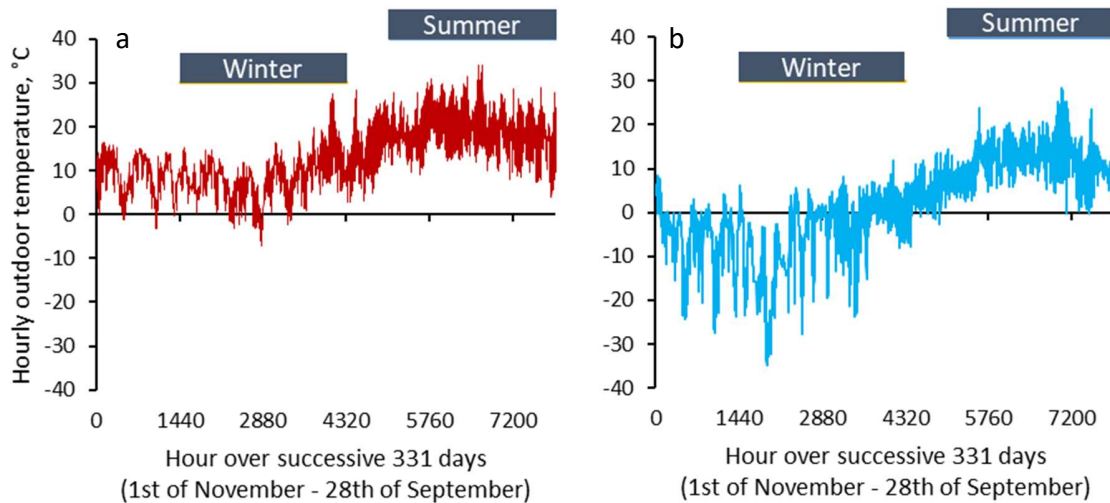 a
Summer
Winter
Hourly outdoor temperature, °C
40
30
20
10
0
-10
-20
-30
-40
0 1440 2880 4320 5760 7200
Hour over successive 331 days
(1st of November - 28th of September)
b
Summer
Winter
40
30
20
10
0
-10
-20
-30
-40
0 1440 2880 4320 5760 7200
Hour over successive 331 days
(1st of November - 28th of September)